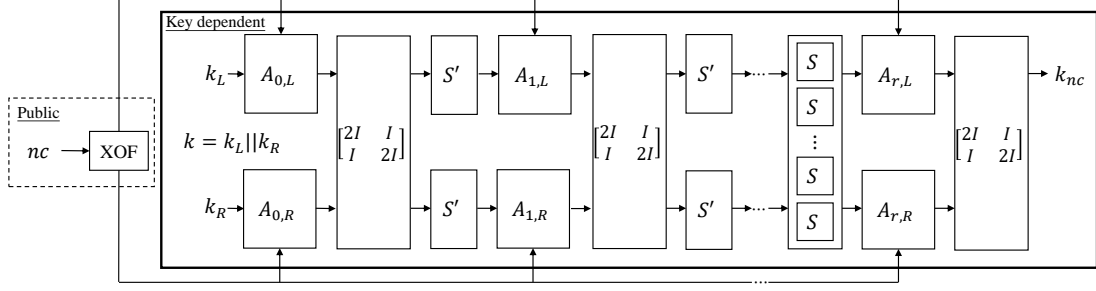 Key dependent
k_L A_{0,L} S' A_{1,L} S' ... S A_{r,L} k_{nc}
S
Public
nc XOF k = k_L||k_R [2I I [2I I ⋮ [2I I
I 2I] I 2I] I 2I]
S
k_R A_{0,R} S' A_{1,R} S' ... S A_{r,R}
...